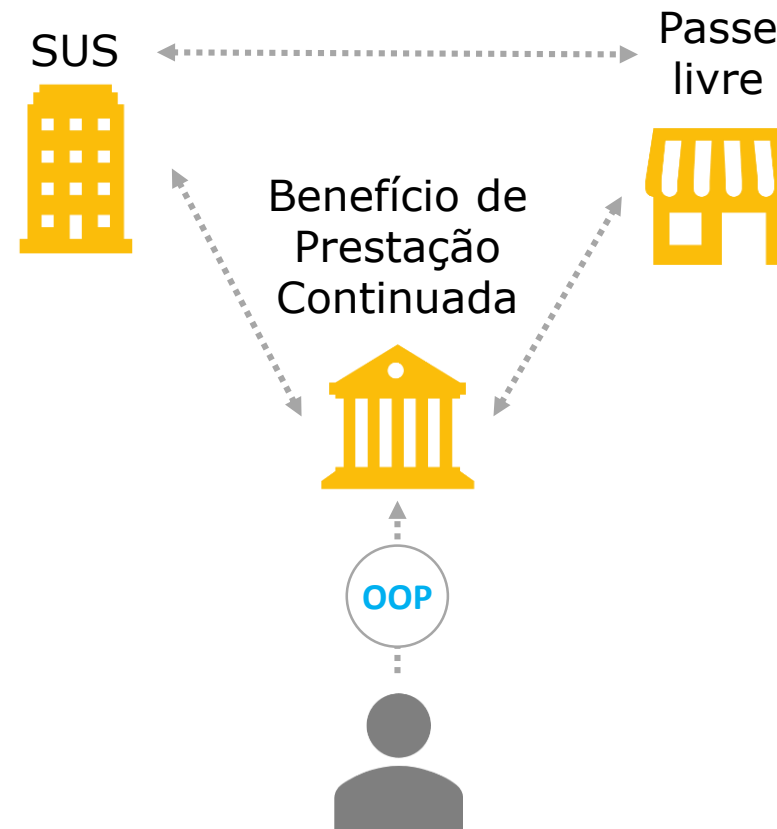 SUS
Passe
livre
Benefício de
Prestação
Continuada
OOP